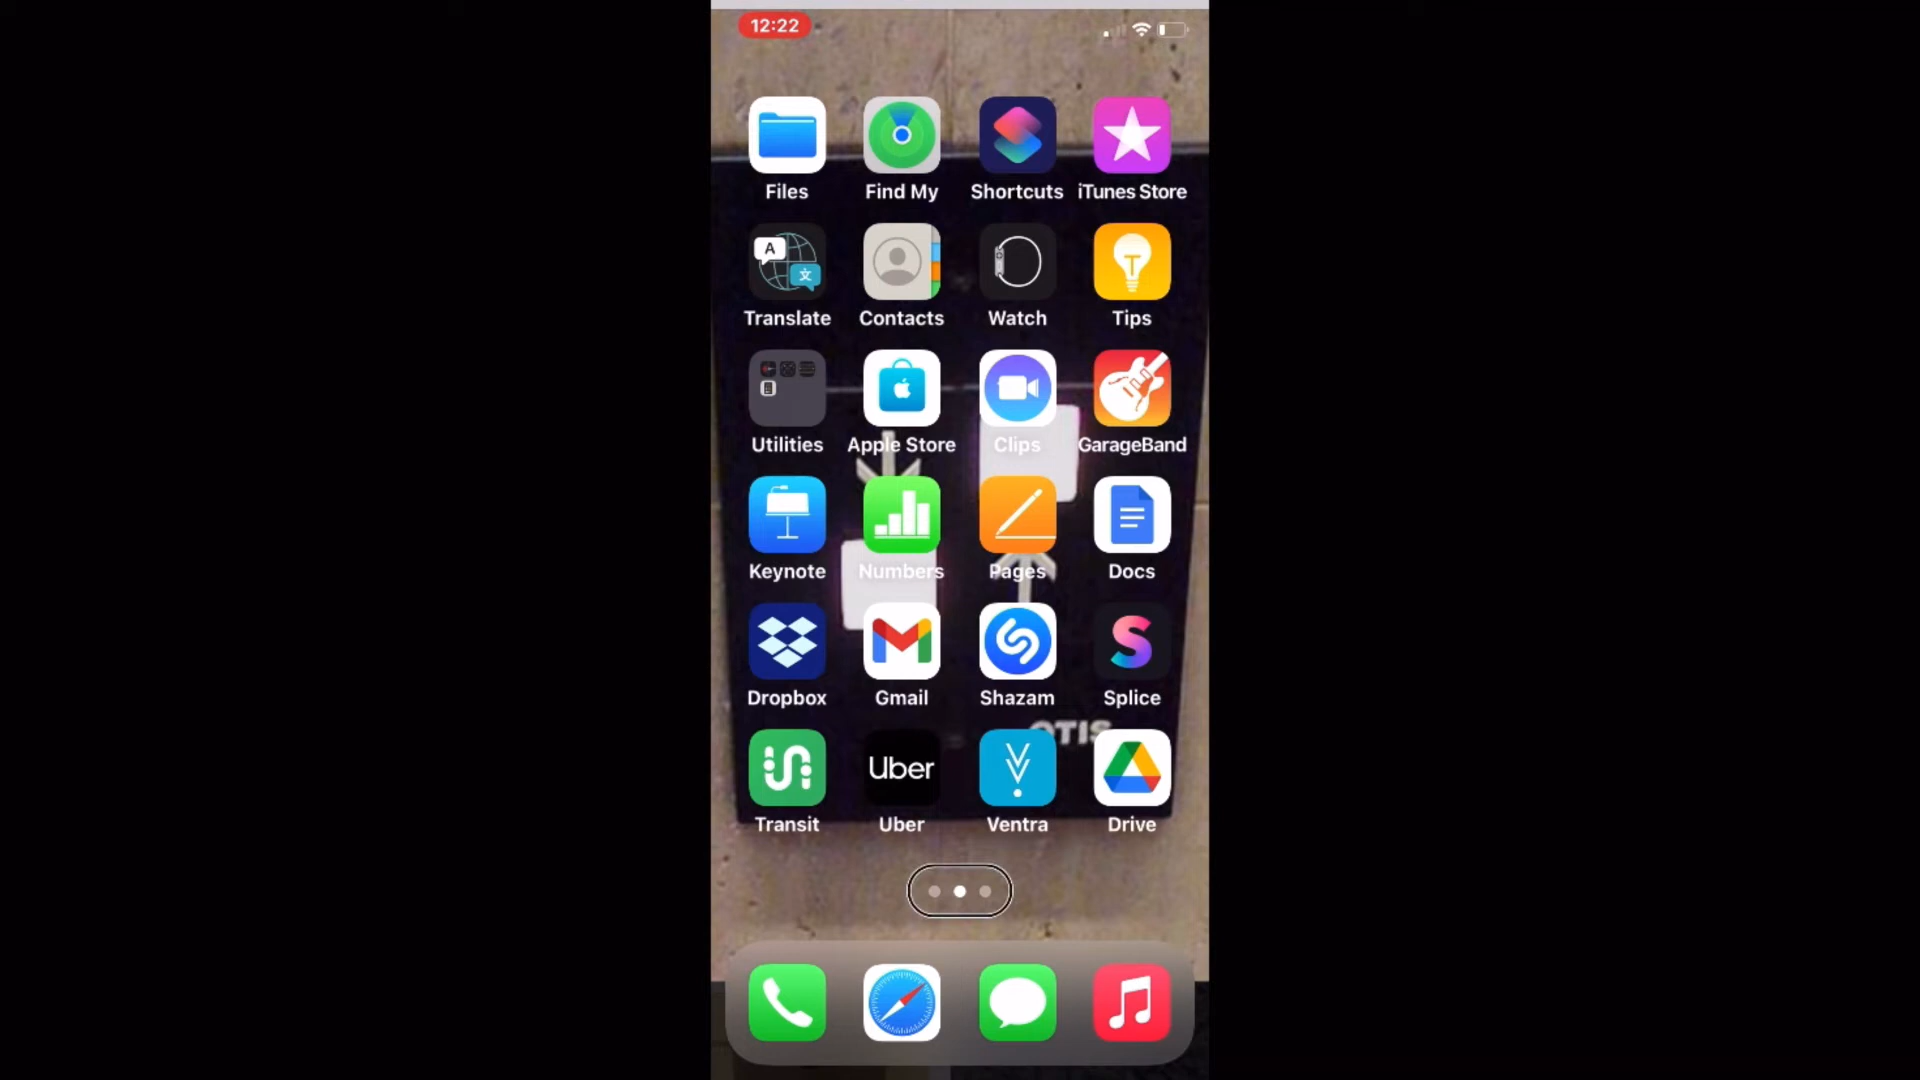 12:22
Files
Find My
Shortcuts
iTunes Store
A
文
Translate
Contacts
Watch
T
Tips
Utilities
Apple Store
Clips
GarageBand
Keynote
Numbers
Pages
Docs
Dropbox
Gmail
Shazam
Splice
OTIS
Uber
Transit
Uber
Ventra
Drive